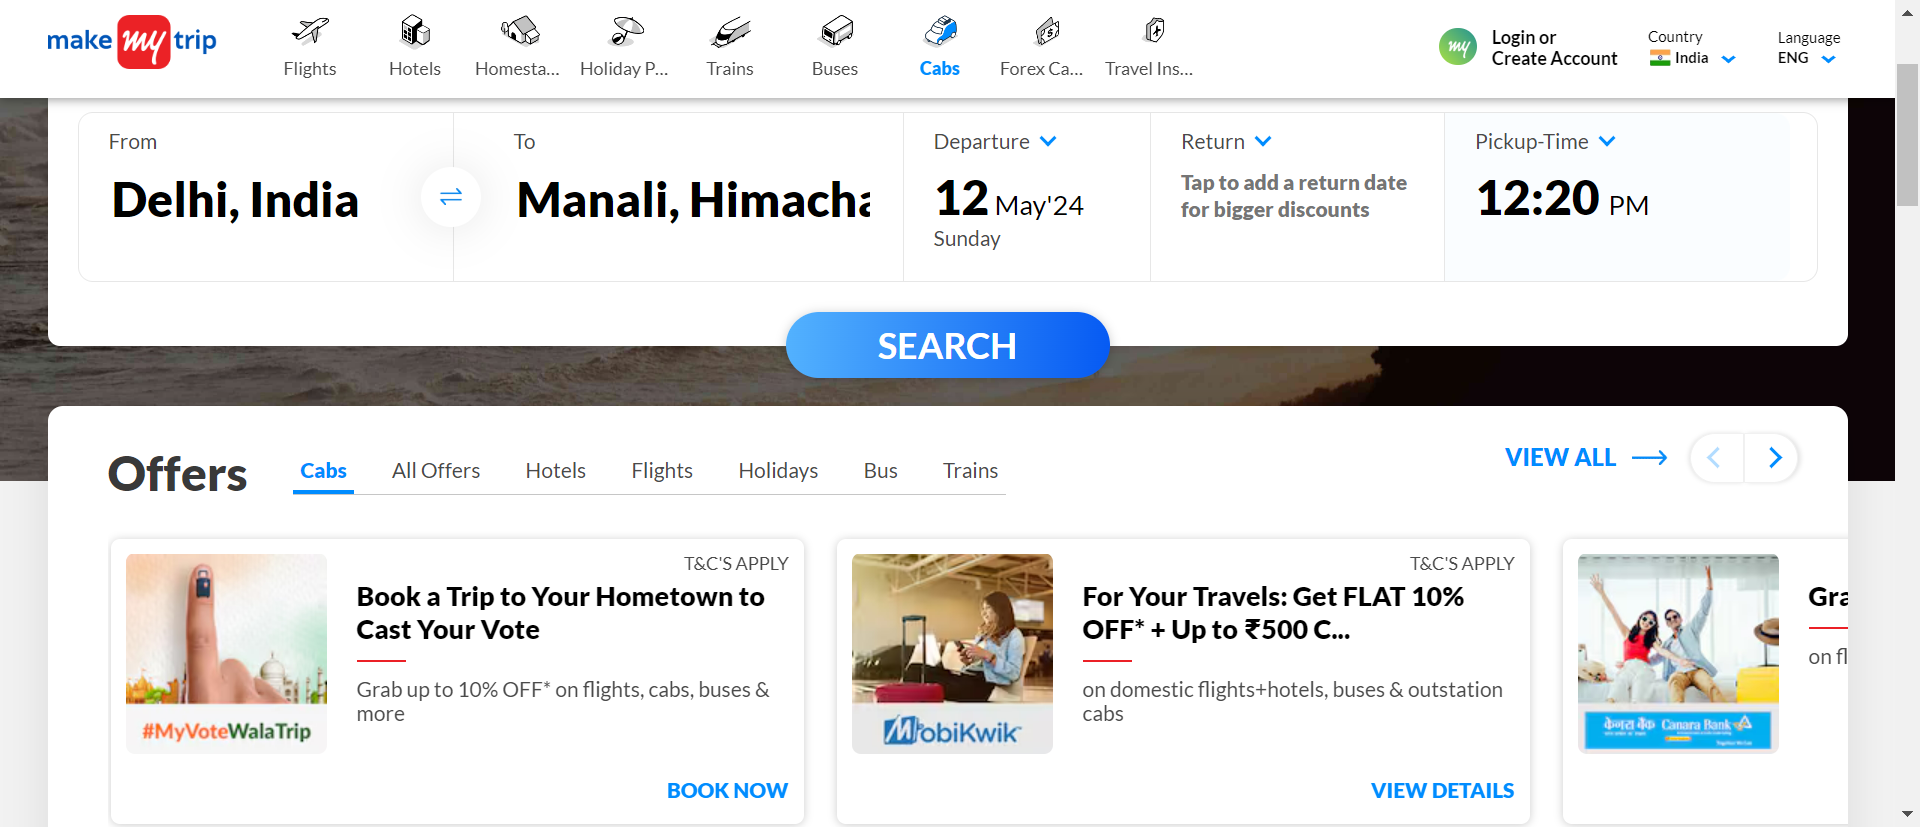 make my trip
Flights
Hotels
Homesta...
Holiday P...
Trains
Buses
Cabs
Forex Ca...
Travel Ins...
my
Login or
Create Account
Country
India
Language
ENG
From
Delhi, India
To
Manali, Himacha
Departure
12 May'24
Sunday
Return
Tap to add a return date
for bigger discounts
Pickup-Time
12:20 PM
SEARCH
Offers
Cabs
All Offers
Hotels
Flights
Holidays
Bus
Trains
VIEW ALL
T&C'S APPLY
Book a Trip to Your Hometown to
Cast Your Vote
Grab up to 10% OFF* on flights, cabs, buses &
more
#MyVoteWalaTrip
BOOK NOW
T&C'S APPLY
For Your Travels: Get FLAT 10%
OFF* + Up to ₹500 C...
on domestic flights+hotels, buses & outstation
cabs
MobiKwik
VIEW DETAILS
Gra
on fl
केनरा बैंक Canara Bank